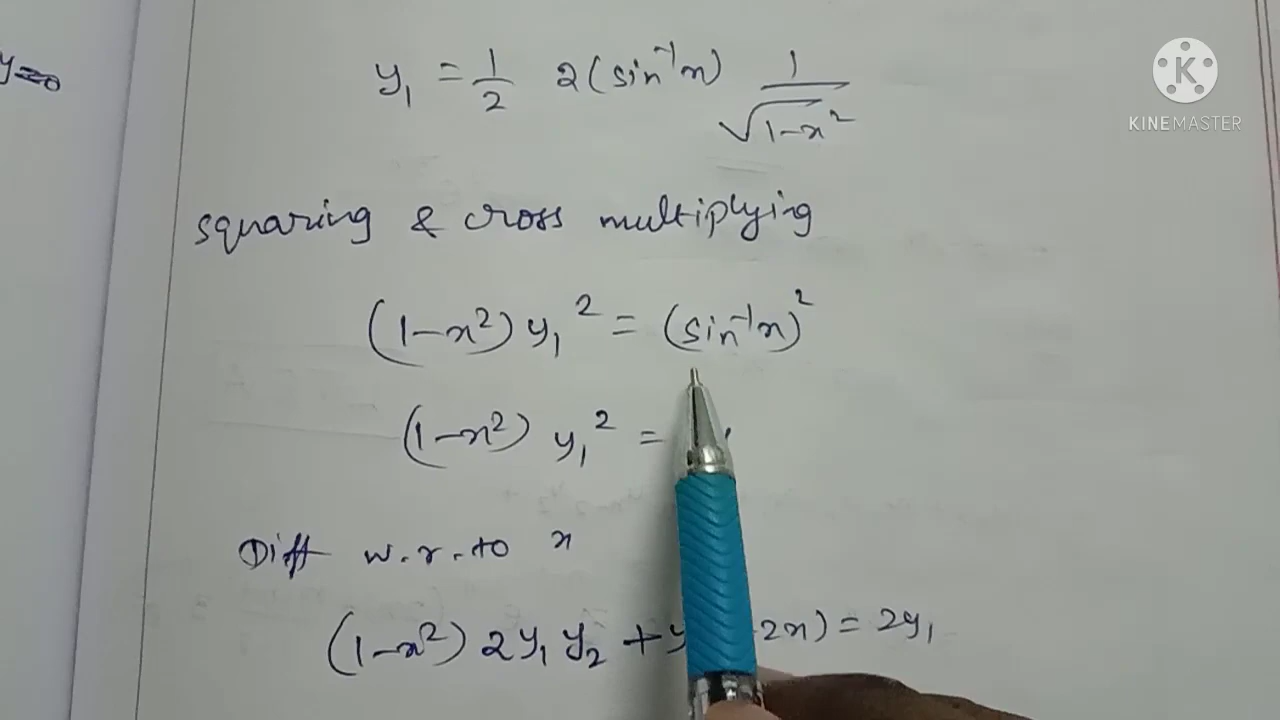 y₁ = 1/2 2(sin⁻¹x) 1/√1-x²
KINEMASTER
squaring & cross multiplying
(1-x²) y₁² = (sin⁻¹x)²
(1-x²) y₁² =
Diff w.r.to x
(1-x²) 2y₁ y₂ + y 2x) = 2y₁